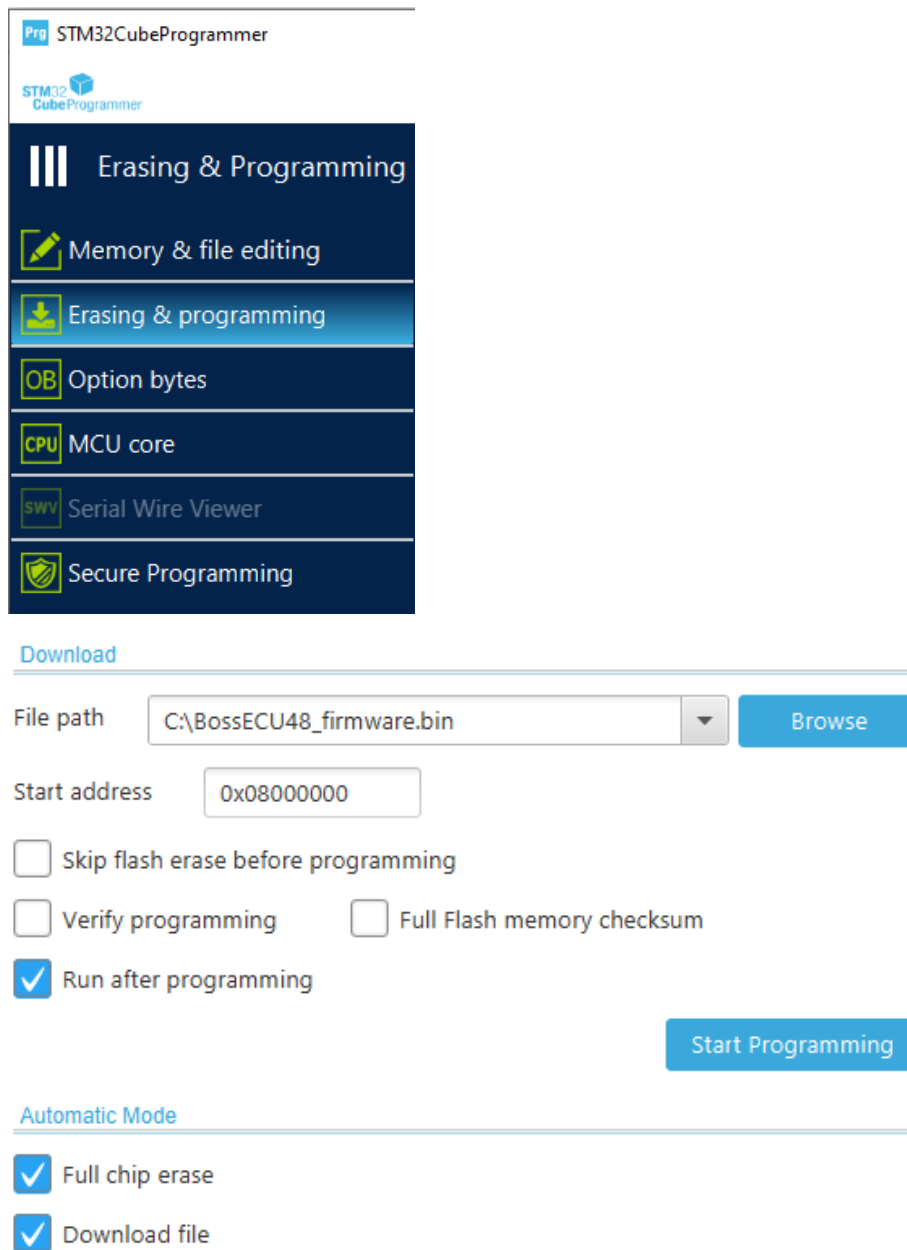 Prg STM32CubeProgrammer
STM32
CubeProgrammer
Erasing & Programming
Memory & file editing
Erasing & programming
OB Option bytes
CPU MCU core
SWV Serial Wire Viewer
Secure Programming
Download
File path C:\BossECU48_firmware.bin Browse
Start address 0x08000000
Skip flash erase before programming
Verify programming Full Flash memory checksum
Run after programming
Start Programming
Automatic Mode
Full chip erase
Download file